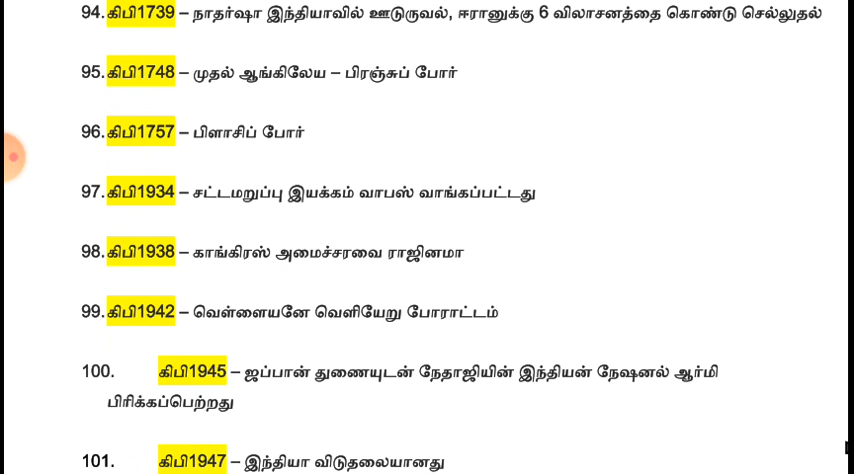 94. கிபி1739 – நாதர்ஷா இந்தியாவில் ஊடுருவல், ஈரானுக்கு 6 விலாசனத்தை கொண்டு செல்லுதல்
95. கிபி1748 – முதல் ஆங்கிலேய – பிரஞ்சுப் போர்
96. கிபி1757 – பிளாசிப் போர்
97. கிபி1934 – சட்டமறுப்பு இயக்கம் வாபஸ் வாங்கப்பட்டது
98. கிபி1938 – காங்கிரஸ் அமைச்சரவை ராஜினமா
99. கிபி1942 – வெள்ளையனே வெளியேறு போராட்டம்
100. கிபி1945 – ஜப்பான் துணையுடன் நேதாஜியின் இந்தியன் நேஷனல் ஆர்மி
பிரிக்கப்பெற்றது
101. கிபி1947 – இந்தியா விடுதலையானது